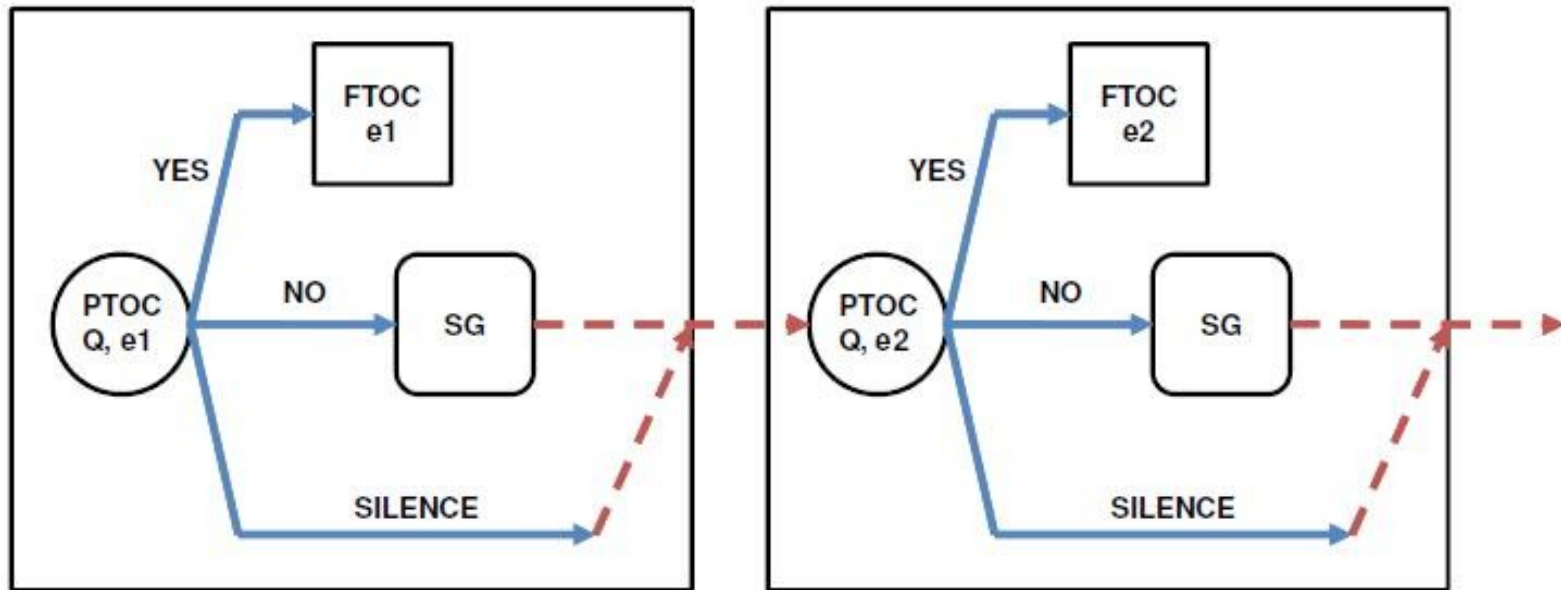 FTOC
e1
YES
PTOC
Q, e1
NO
SG
SILENCE
FTOC
e2
YES
PTOC
Q, e2
NO
SG
SILENCE